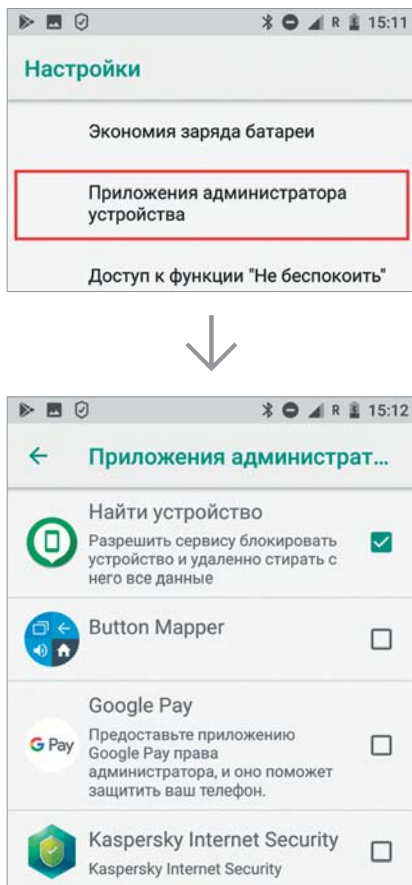 R 15:11
Настройки
Экономия заряда батареи
Приложения администратора
устройства
Доступ к функции "Не беспокоить"
R 15:12
Приложения администрат...
Найти устройство
Разрешить сервису блокировать
устройство и удаленно стирать с
него все данные
Button Mapper
Google Pay
G Pay
Предоставьте приложению
Google Pay права
администратора, и оно поможет
защитить ваш телефон.
Kaspersky Internet Security
Kaspersky Internet Security